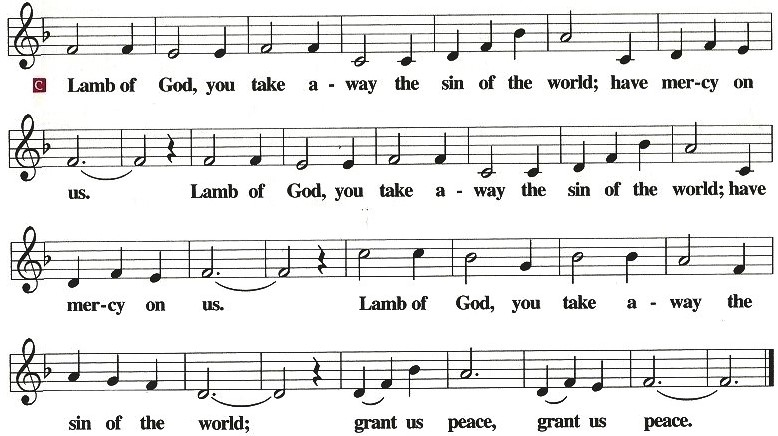 C Lamb of God, you take a - way the sin of the world; have mer-cy on
us. Lamb of God, you take a - way the sin of the world; have
mer-cy on us. Lamb of God, you take a - way the
sin of the world; grant us peace, grant us peace.